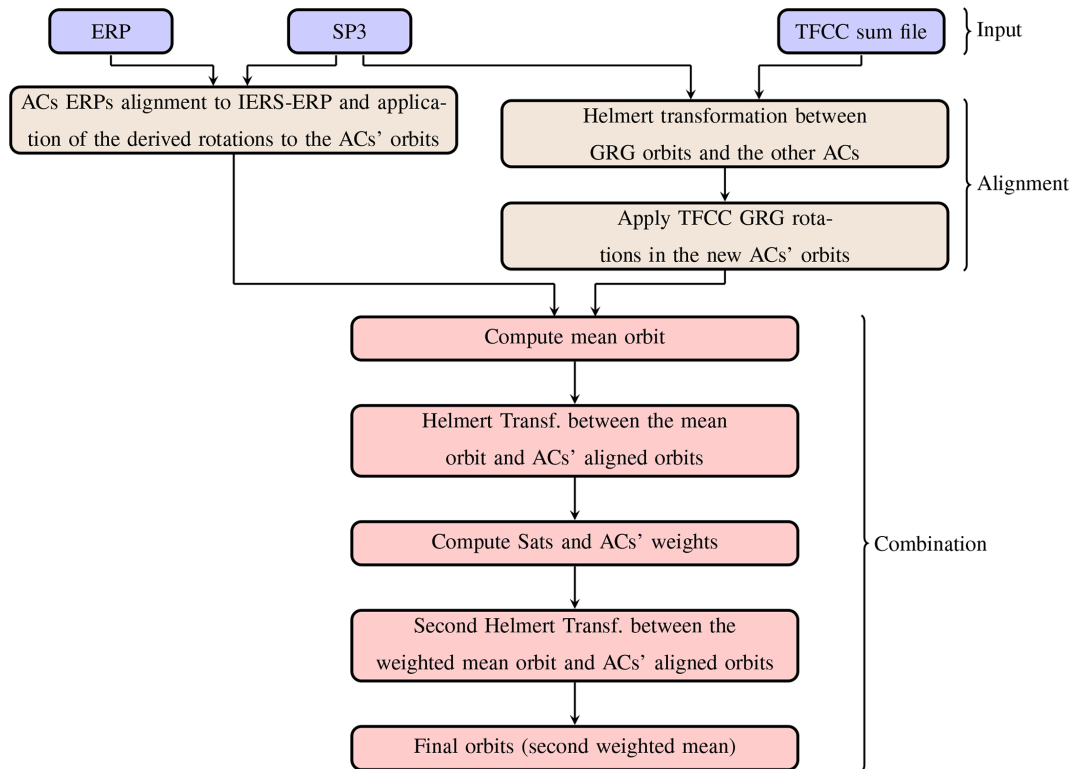 ERP
SP3
TFCC sum file
Input
ACs ERPs alignment to IERS-ERP and applica-
tion of the derived rotations to the ACs’ orbits
Helmert transformation between
GRG orbits and the other ACs
Alignment
Apply TFCC GRG rota-
tions in the new ACs’ orbits
Compute mean orbit
Helmert Transf. between the mean
orbit and ACs’ aligned orbits
Compute Sats and ACs’ weights
Combination
Second Helmert Transf. between the
weighted mean orbit and ACs’ aligned orbits
Final orbits (second weighted mean)